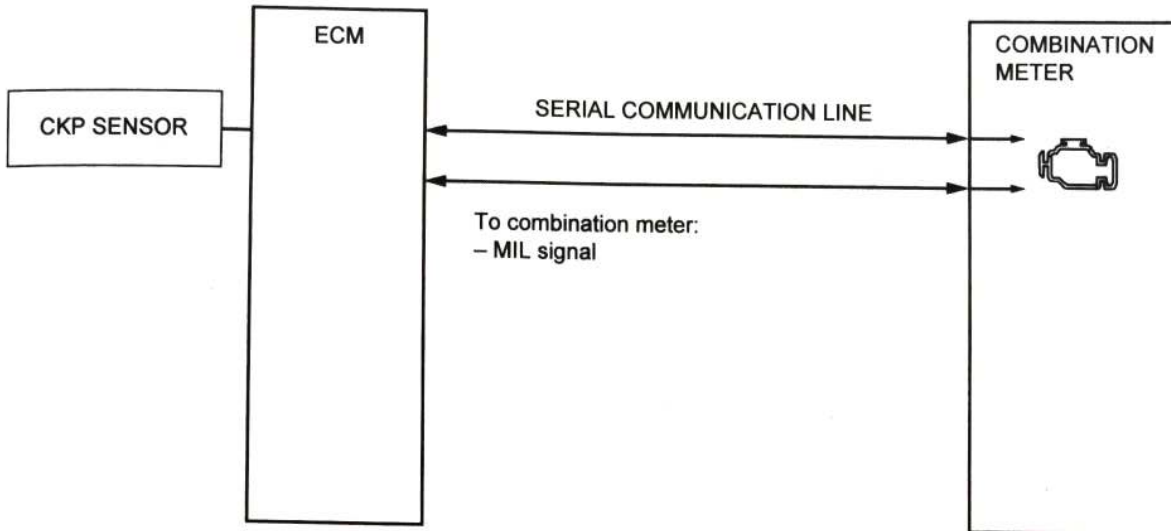 ECM
COMBINATION
METER
CKP SENSOR
SERIAL COMMUNICATION LINE
To combination meter:
– MIL signal